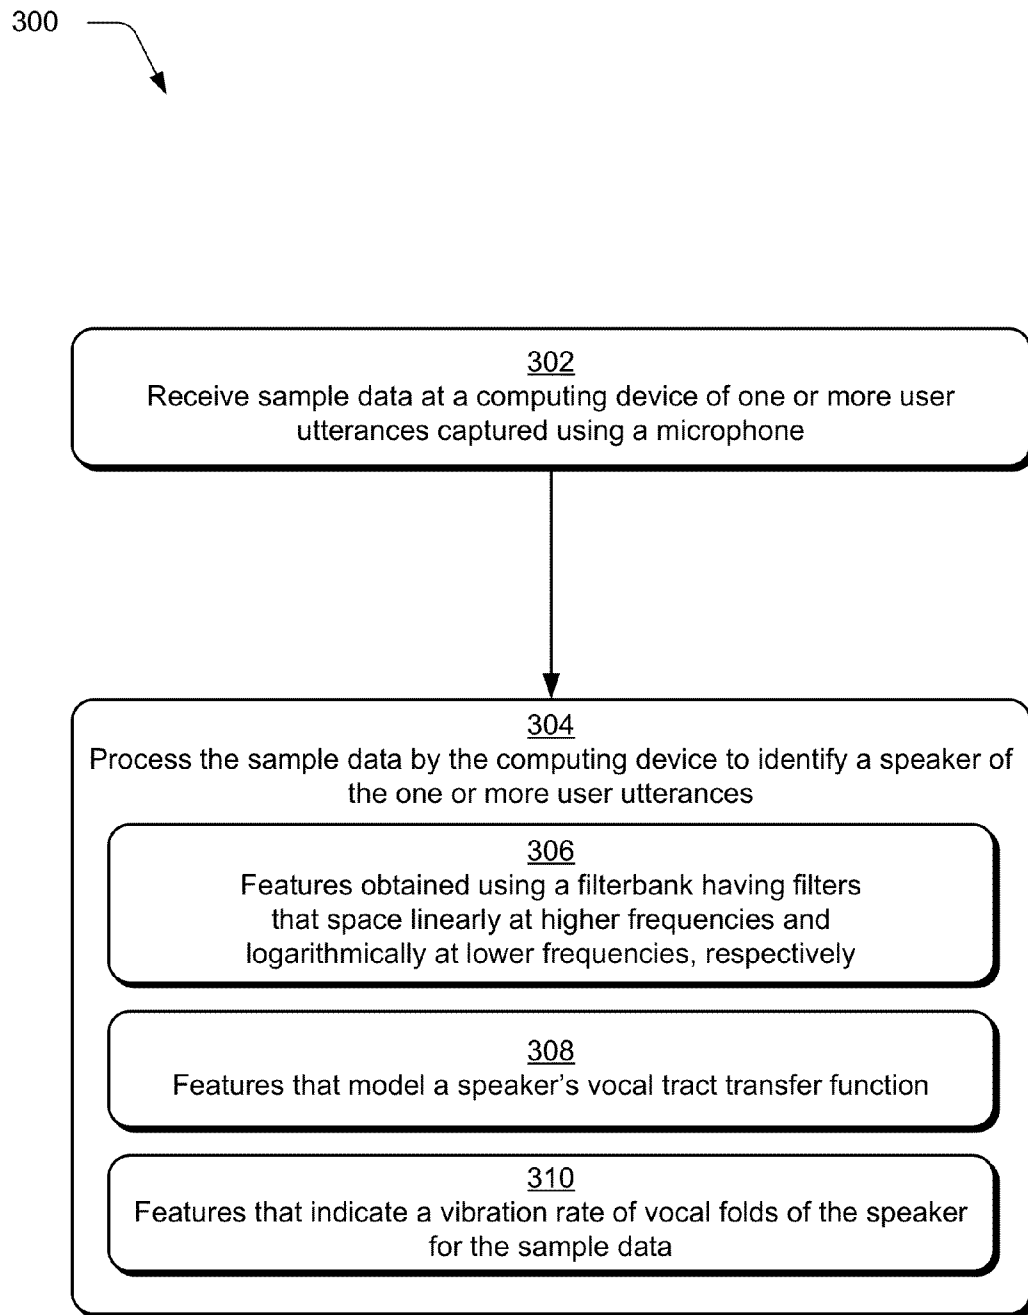 300
302
Receive sample data at a computing device of one or more user
utterances captured using a microphone
304
Process the sample data by the computing device to identify a speaker of
the one or more user utterances
306
Features obtained using a filterbank having filters
that space linearly at higher frequencies and
logarithmically at lower frequencies, respectively
308
Features that model a speaker's vocal tract transfer function
310
Features that indicate a vibration rate of vocal folds of the speaker
for the sample data